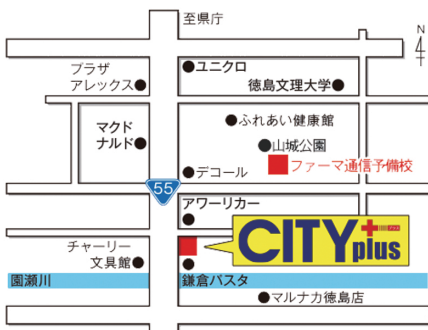 至県庁
N
4
プラザ
アレックス
ユニクロ
徳島文理大学
マクド
ナルド
ふれあい健康館
山城公園
ファーマ通信予備校
デコール
55
アワーリカー
CITY plus
チャーリー
文具館
園瀬川
鎌倉パスタ
マルナカ徳島店